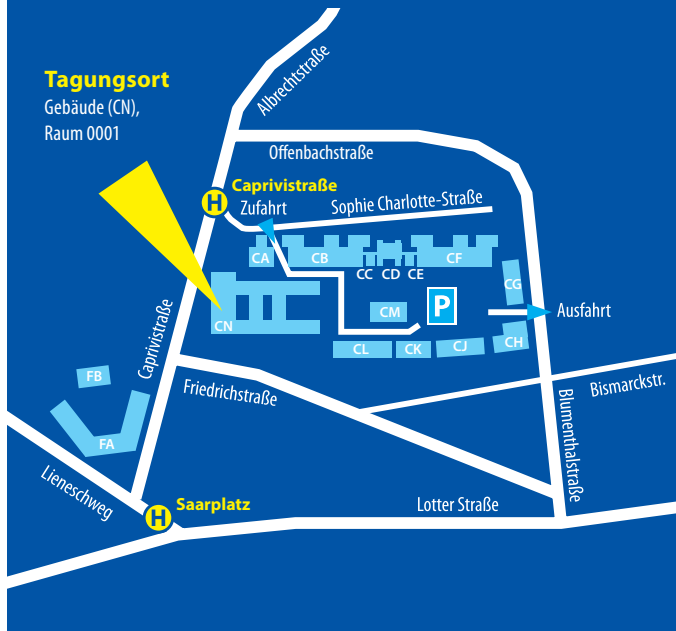 Albrechtstraße
Tagungsort
Gebäude (CN),
Raum 0001
Offenbachstraße
H
Caprivistraße
Sophie Charlotte-Straße
Zufahrt
CA
CB
CC
CD
CE
CF
CG
P
CM
Ausfahrt
CN
CL
CK
CJ
CH
Caprivistraße
FB
Friedrichstraße
Bismarckstr.
Blumenthalstraße
FA
Lieneschweg
H
Saarplatz
Lotter Straße